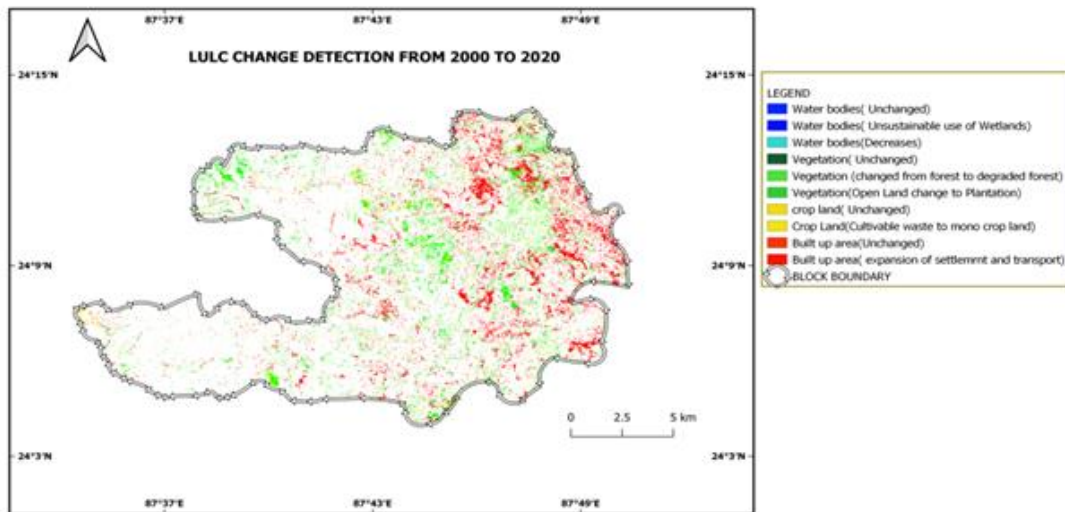 87°37'E 87°43'E 87°49'E
LULC CHANGE DETECTION FROM 2000 TO 2020
24°15'N 24°15'N
LEGEND
Water bodies( Unchanged)
Water bodies( Unsustainable use of Wetlands)
Water bodies(Decreases)
Vegetation( Unchanged)
Vegetation (changed from forest to degraded forest)
Vegetation(Open Land change to Plantation)
crop land( Unchanged)
Crop Land(Cultivable waste to mono crop land)
Built up area(Unchanged)
Built up area( expansion of settlemrnt and transport)
BLOCK BOUNDARY
24°9'N 24°9'N
0 2.5 5 km
24°3'N 24°3'N
87°37'E 87°43'E 87°49'E